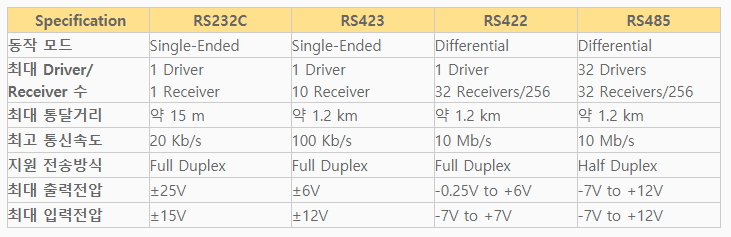 Specification RS232C RS423 RS422 RS485
동작 모드 Single-Ended Single-Ended Differential Differential
최대 Driver/ 1 Driver 1 Driver 1 Driver 32 Drivers
Receiver 수 1 Receiver 10 Receiver 32 Receivers/256 32 Receivers/256
최대 통달거리 약 15 m 약 1.2 km 약 1.2 km 약 1.2 km
최고 통신속도 20 Kb/s 100 Kb/s 10 Mb/s 10 Mb/s
지원 전송방식 Full Duplex Full Duplex Full Duplex Half Duplex
최대 출력전압 ±25V ±6V -0.25V to +6V -7V to +12V
최대 입력전압 ±15V ±12V -7V to +7V -7V to +12V